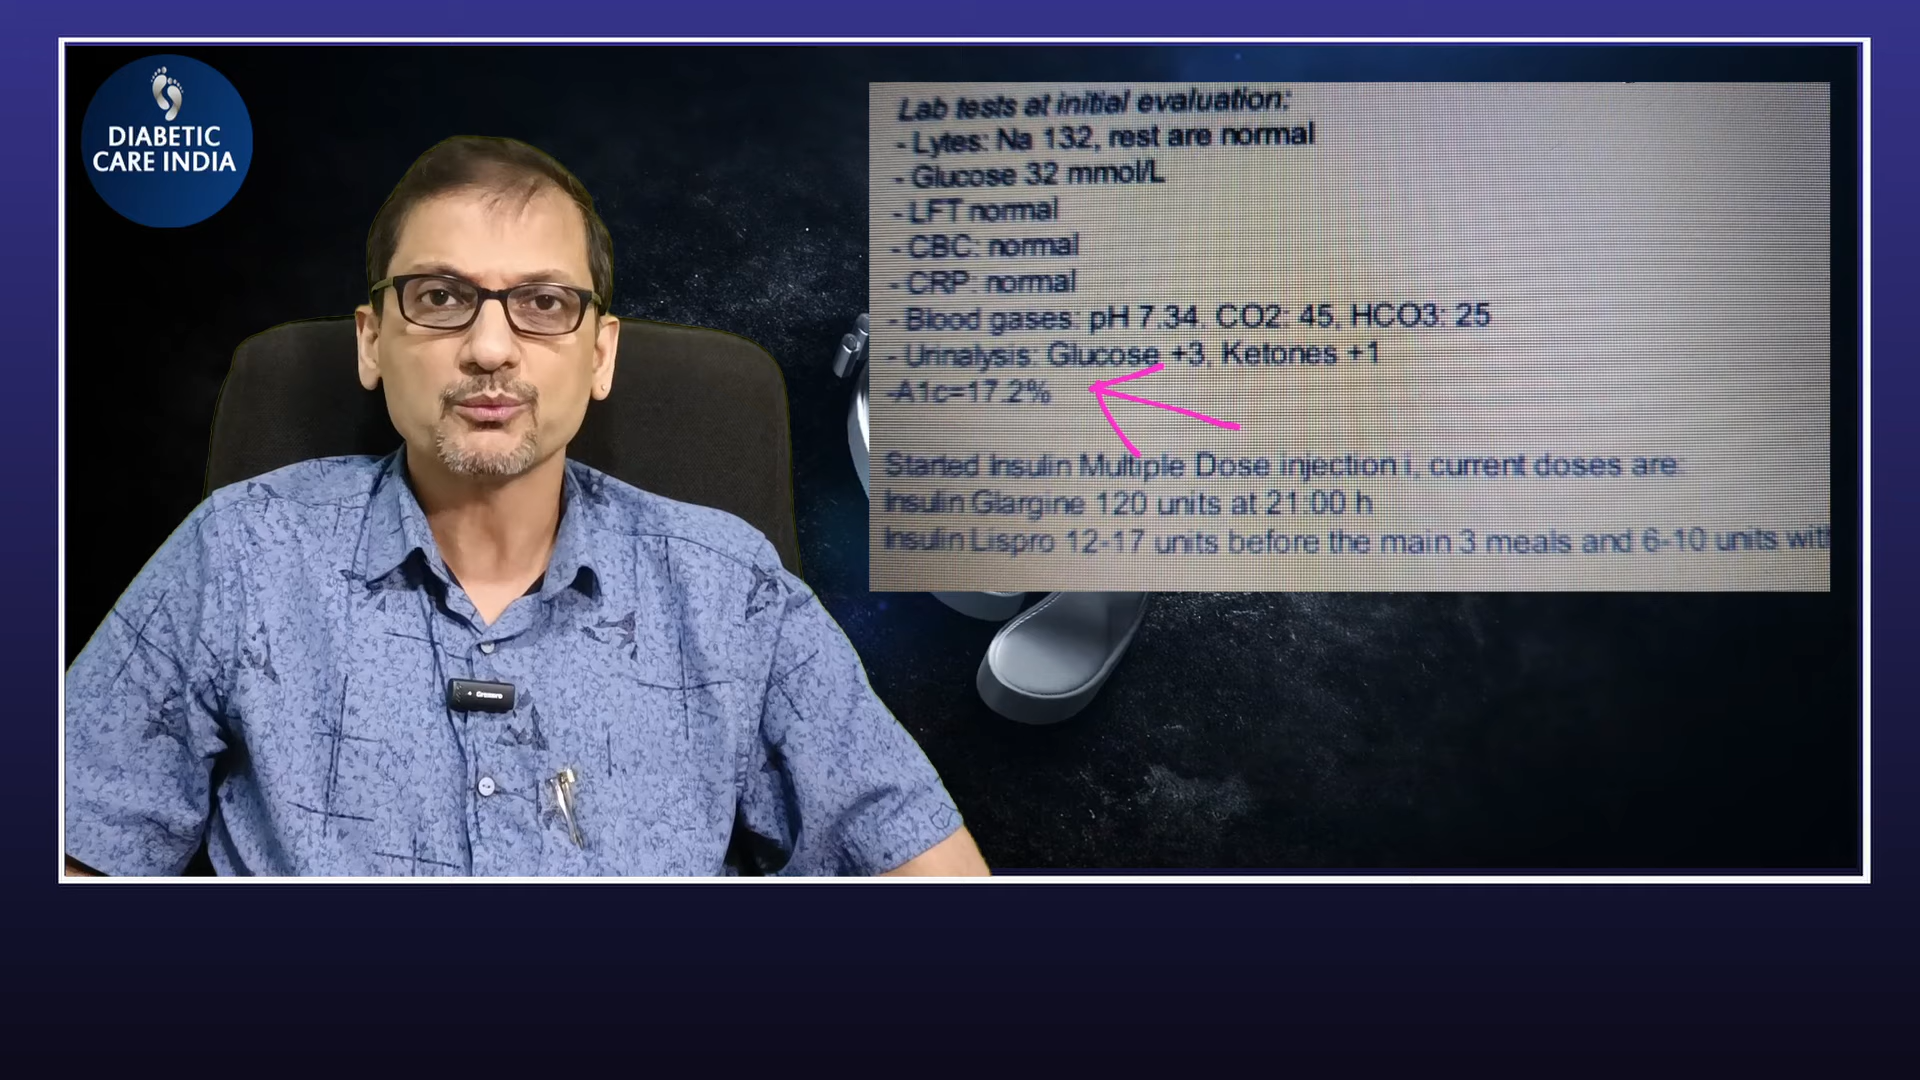 DIABETIC
CARE INDIA
Lab tests at initial evaluation:
- Lytes: Na 132, rest are normal
- Glucose 32 mmol/L
- LFT normal
- CBC: normal
- CRP: normal
- Blood gases: pH 7.34. CO2: 45, HCO3: 25
- Urinalysis: Glucose +3, Ketones +1
-A1c=17.2%
Started Insulin Multiple Dose injection i, current doses are:
Insulin Glargine 120 units at 21:00 h
Insulin Lispro 12-17 units before the main 3 meals and 6-10 units with